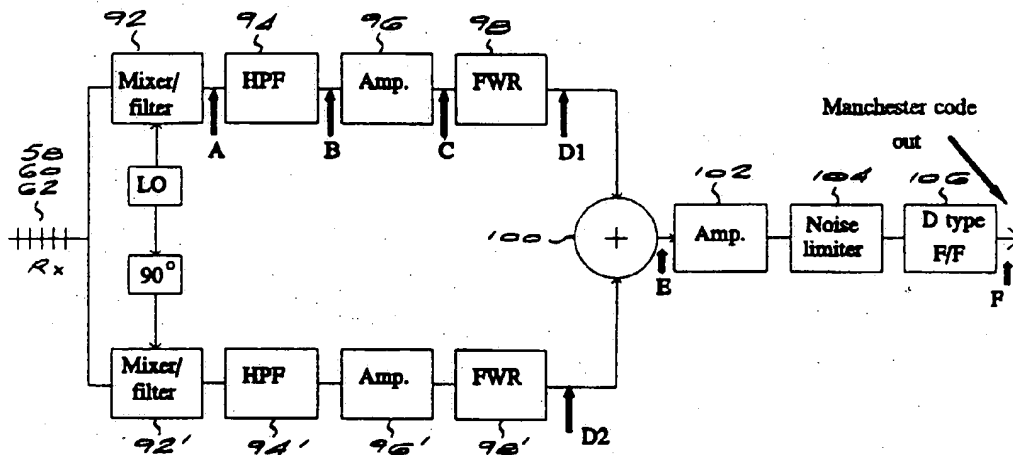 92
94
96
98
Mixer/
filter
HPF
Amp.
FWR
A
B
C
D1
Manchester code
out
58
60
62
Rx
LO
90°
100
102
104
106
Amp.
Noise
limiter
D type
F/F
E
F
Mixer/
filter
HPF
Amp.
FWR
D2
92'
94'
96'
98'